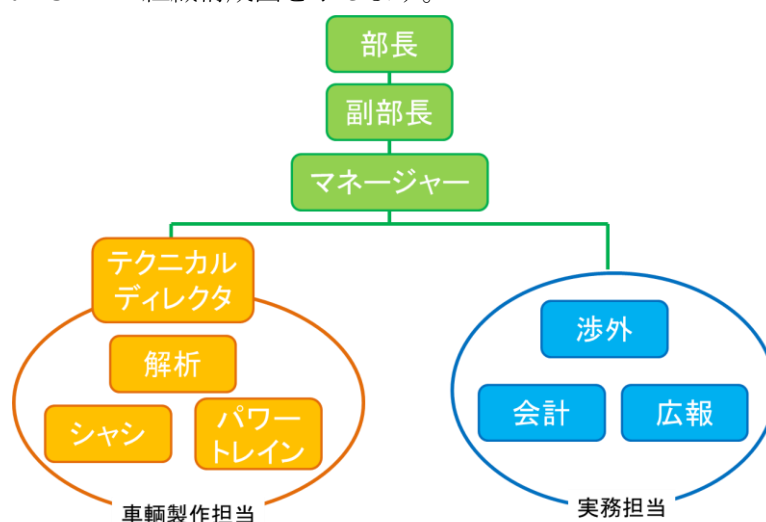 部長
副部長
マネージャー
テクニカル
ディレクタ
解析
シャシ
パワー
トレイン
車輌製作担当
渉外
会計
広報
実務担当